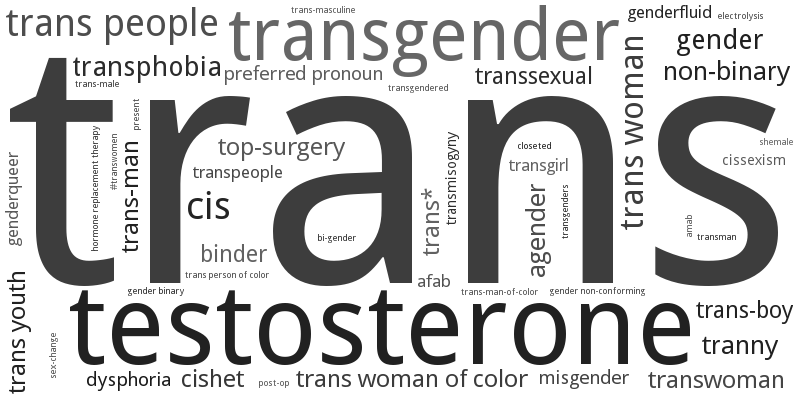 trans-masculine
genderfluid
electrolysis
trans people
transgender
gender
transphobia
preferred pronoun
transsexual
non-binary
trans-male
transgendered
trans
present
trans woman
hormone replacement therapy
#transwomen
trans-man
top-surgery
transmisogyny
closeted
shemale
cissexism
genderqueer
transpeople
transgirl
cis
trans*
agender
transgenders
amab
transman
bi-gender
binder
trans person of color
afab
gender binary
trans-man-of-color
gender non-conforming
trans youth
testosterone
trans-boy
tranny
sex-change
dysphoria
cishet
post-op
trans woman of color
misgender
transwoman